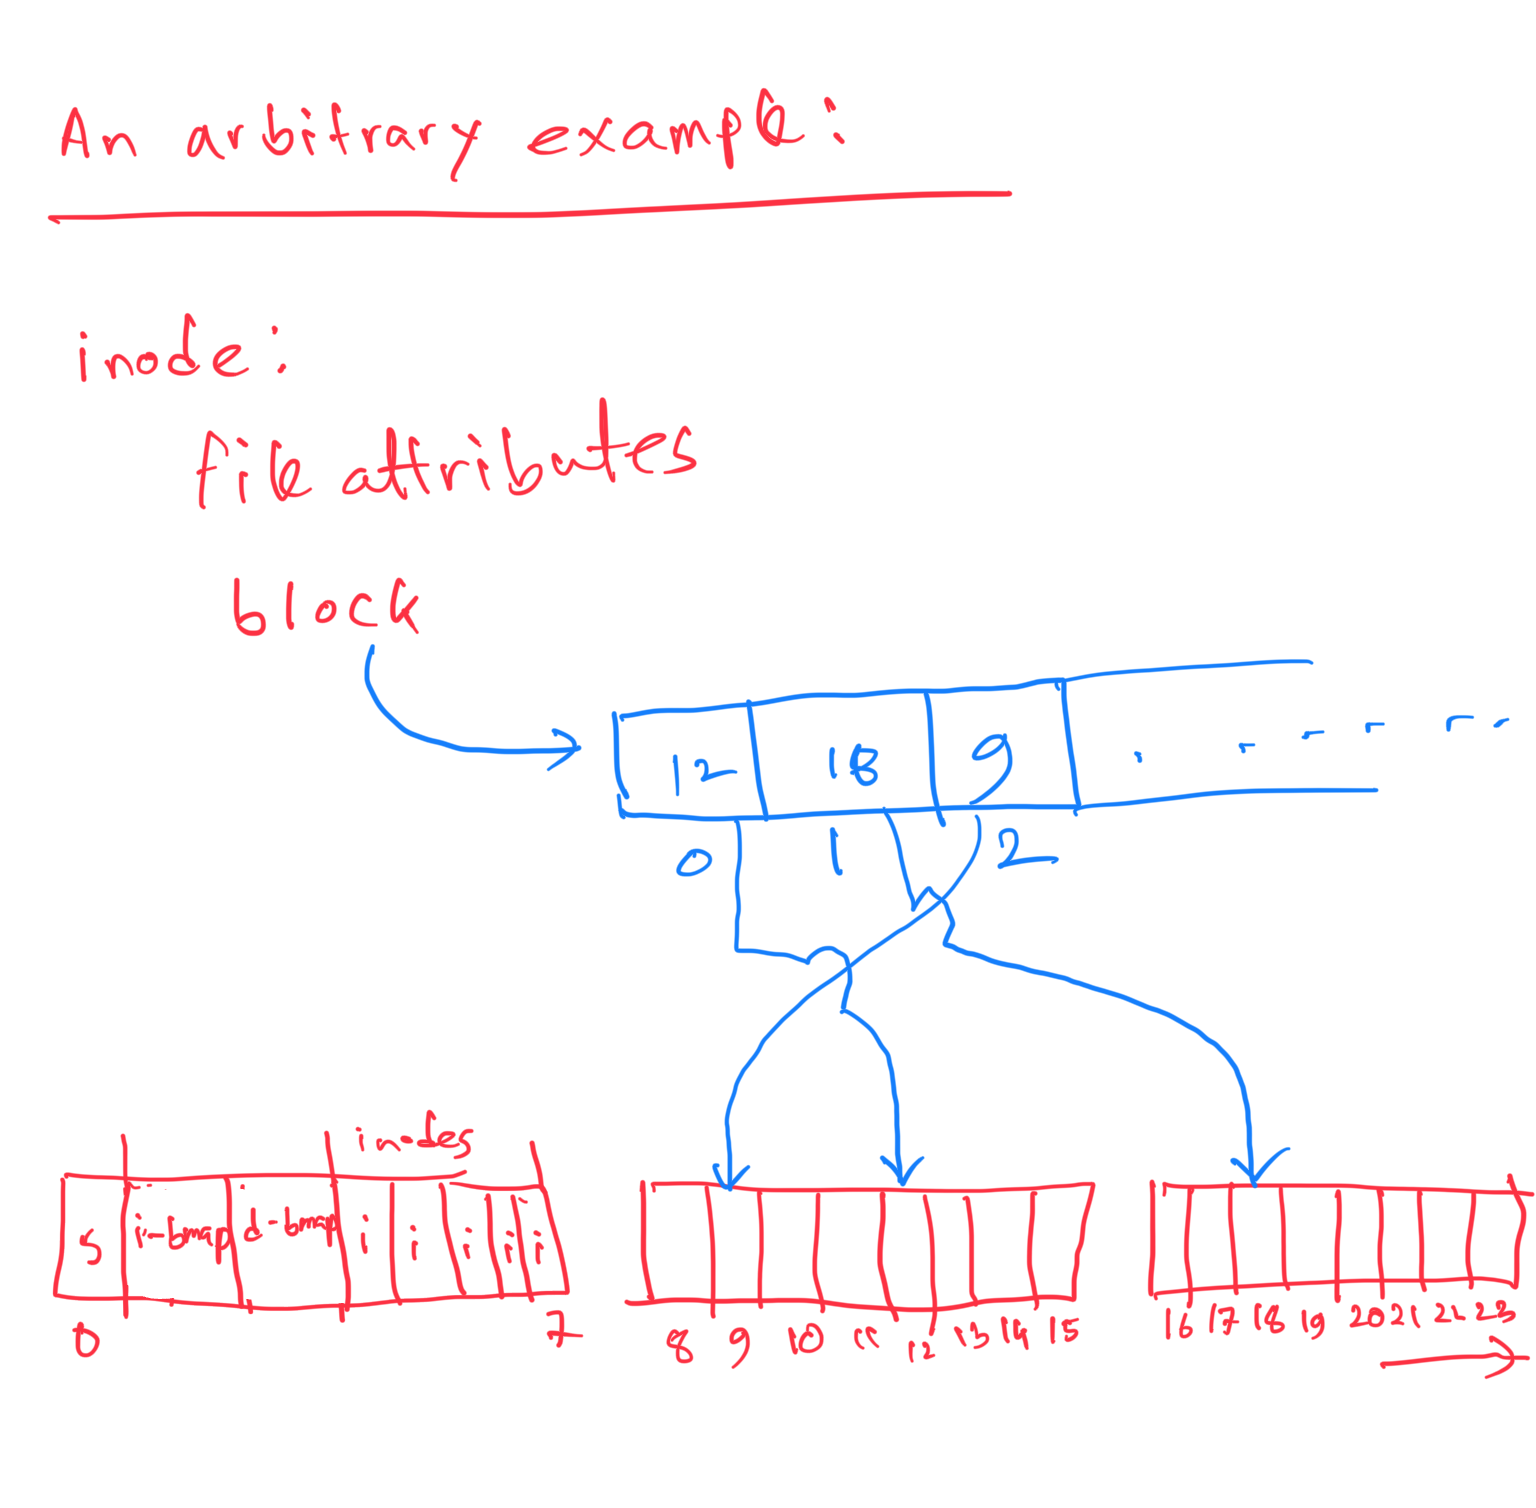 An arbitrary example:
inode:
file attributes
block
12 18 9 . - - - - -
0 1 2
inodes
s i-bmap d-bmap i i i i i
0 7
8 9 10 11 12 13 14 15
16 17 18 19 20 21 22 23